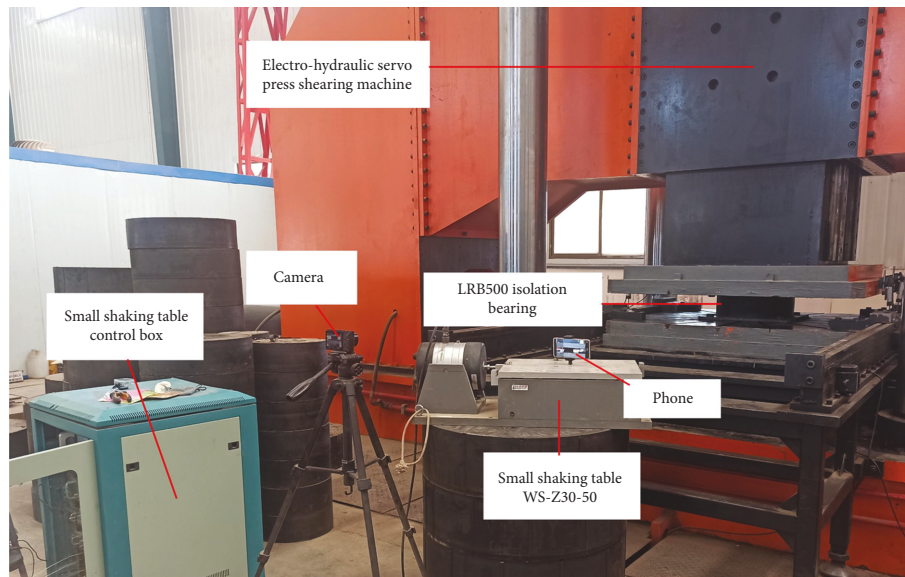 Electro-hydraulic servo
press shearing machine
Camera
LRB500 isolation
bearing
Small shaking table
control box
Phone
Small shaking table
WS-Z30-50